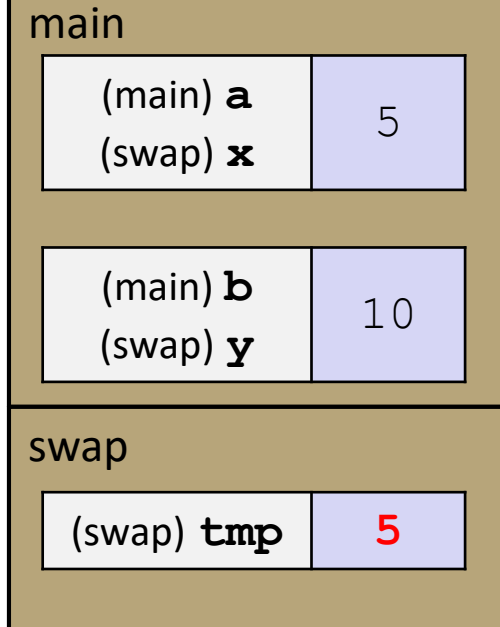 main
(main) a
(swap) x
5
(main) b
(swap) y
10
swap
(swap) tmp
5